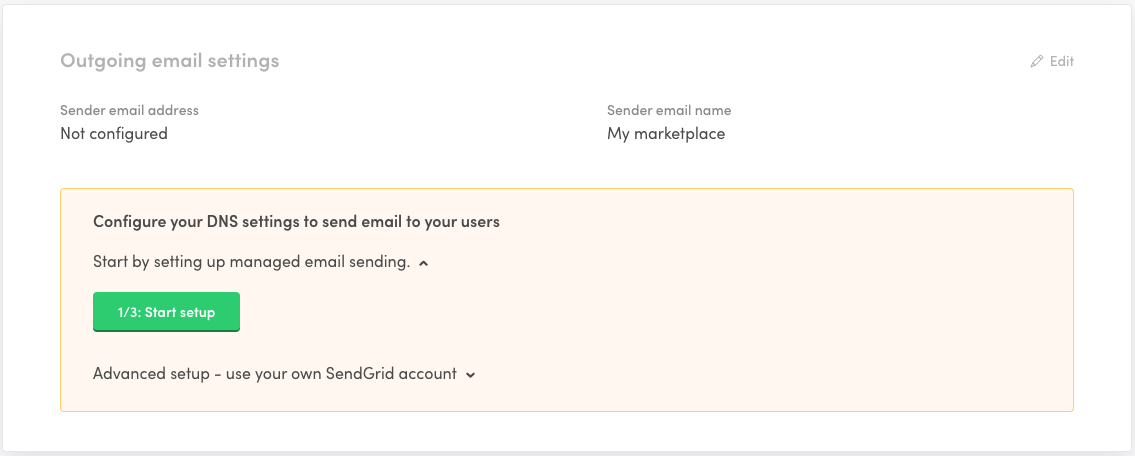 Outgoing email settings
Edit
Sender email address
Sender email name
Not configured
My marketplace
Configure your DNS settings to send email to your users
Start by setting up managed email sending.
1/3: Start setup
Advanced setup - use your own SendGrid account